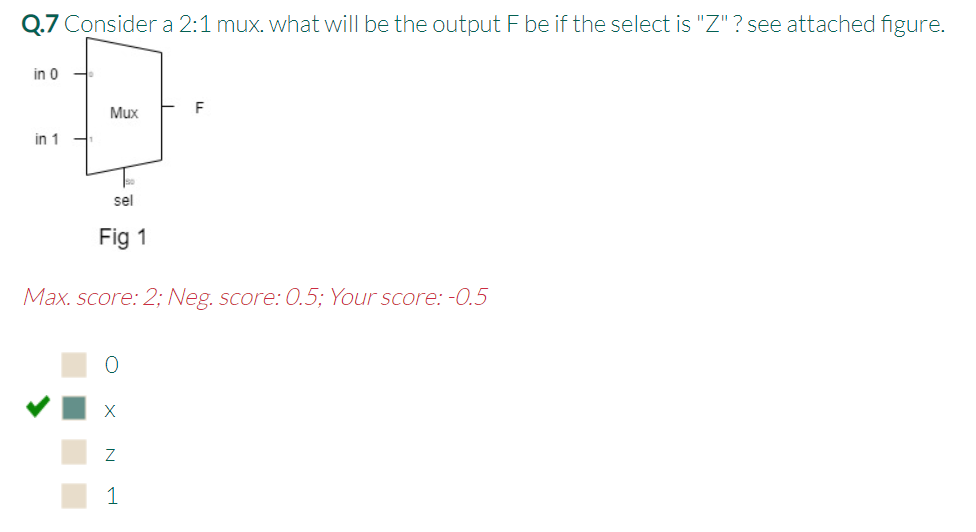 Q.7 Consider a 2:1 mux. what will be the output F be if the select is "Z" ? see attached figure.
in 0
0
Mux
F
in 1
1
sel
Fig 1
Max. score: 2; Neg. score: 0.5; Your score: -0.5
0
x
z
1